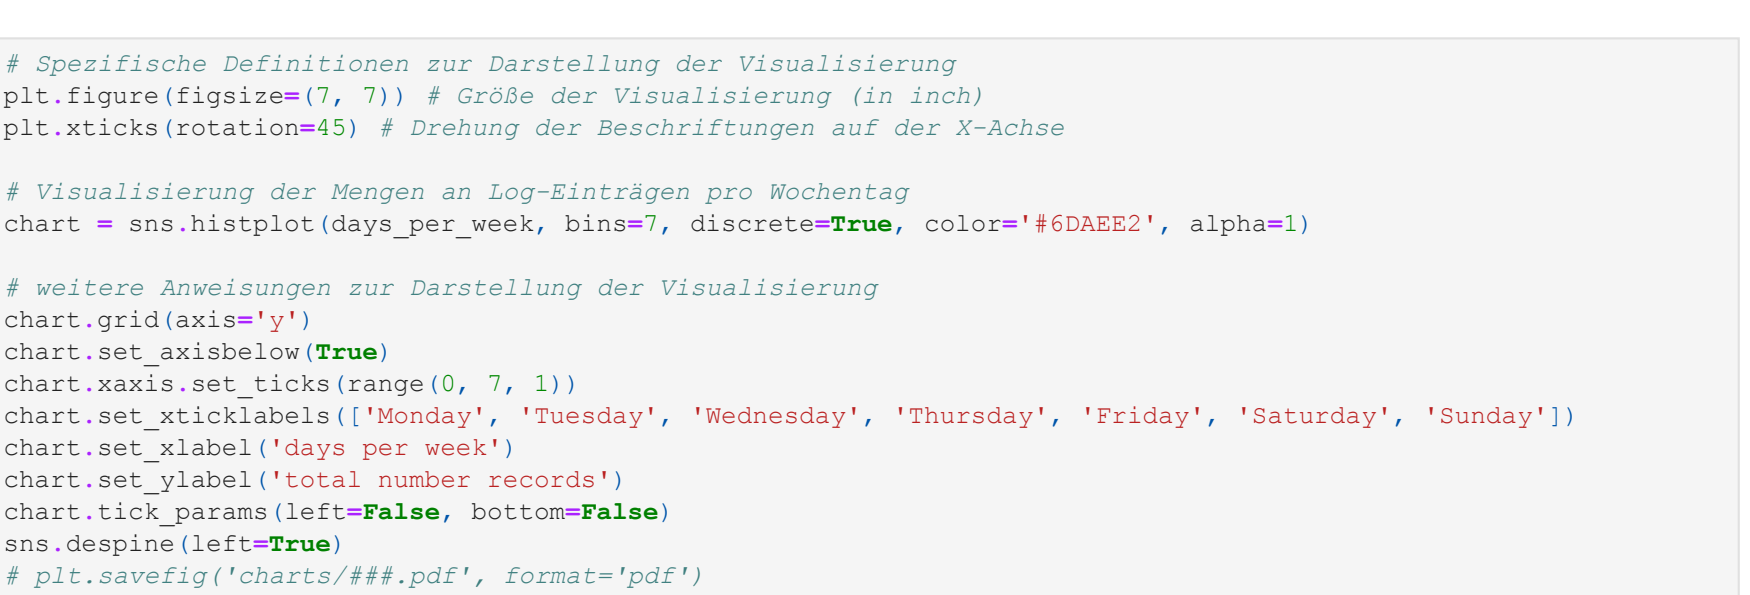 # Spezifische Definitionen zur Darstellung der Visualisierung
plt.figure(figsize=(7, 7)) # Größe der Visualisierung (in inch)
plt.xticks(rotation=45) # Drehung der Beschriftungen auf der X-Achse
# Visualisierung der Mengen an Log-Einträgen pro Wochentag
chart = sns.histplot(days_per_week, bins=7, discrete=True, color='#6DAEE2', alpha=1)
# weitere Anweisungen zur Darstellung der Visualisierung
chart.grid(axis='y')
chart.set_axisbelow(True)
chart.xaxis.set_ticks(range(0, 7, 1))
chart.set_xticklabels(['Monday', 'Tuesday', 'Wednesday', 'Thursday', 'Friday', 'Saturday', 'Sunday'])
chart.set_xlabel('days per week')
chart.set_ylabel('total number records')
chart.tick_params(left=False, bottom=False)
sns.despine(left=True)
# plt.savefig('charts/###.pdf', format='pdf')